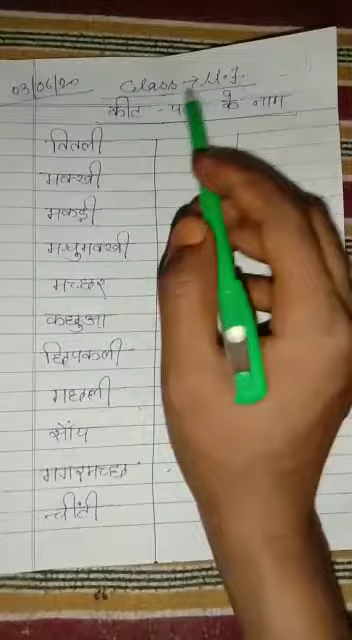 03/06/20
Class → U.J.
कीट - प के नाम
तितली
मक्खी
मकड़ी
मधुमक्खी
मच्छर
कछुआ
छिपकली
मछली
साँप
मगरमच्छ
चींटी